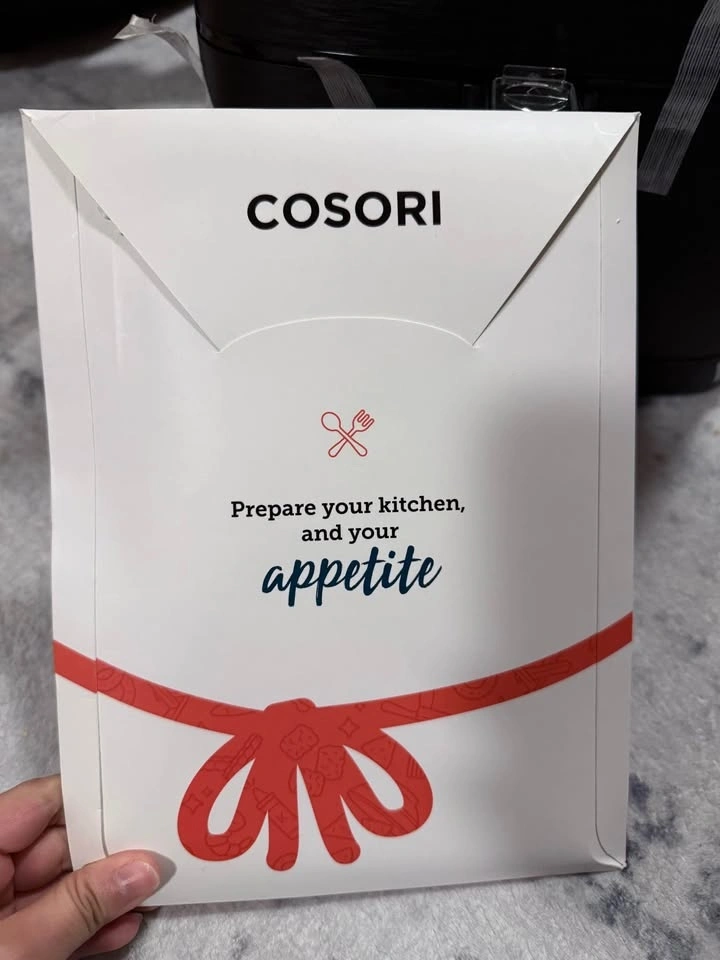 COSORI
Prepare your kitchen,
and your
appetite